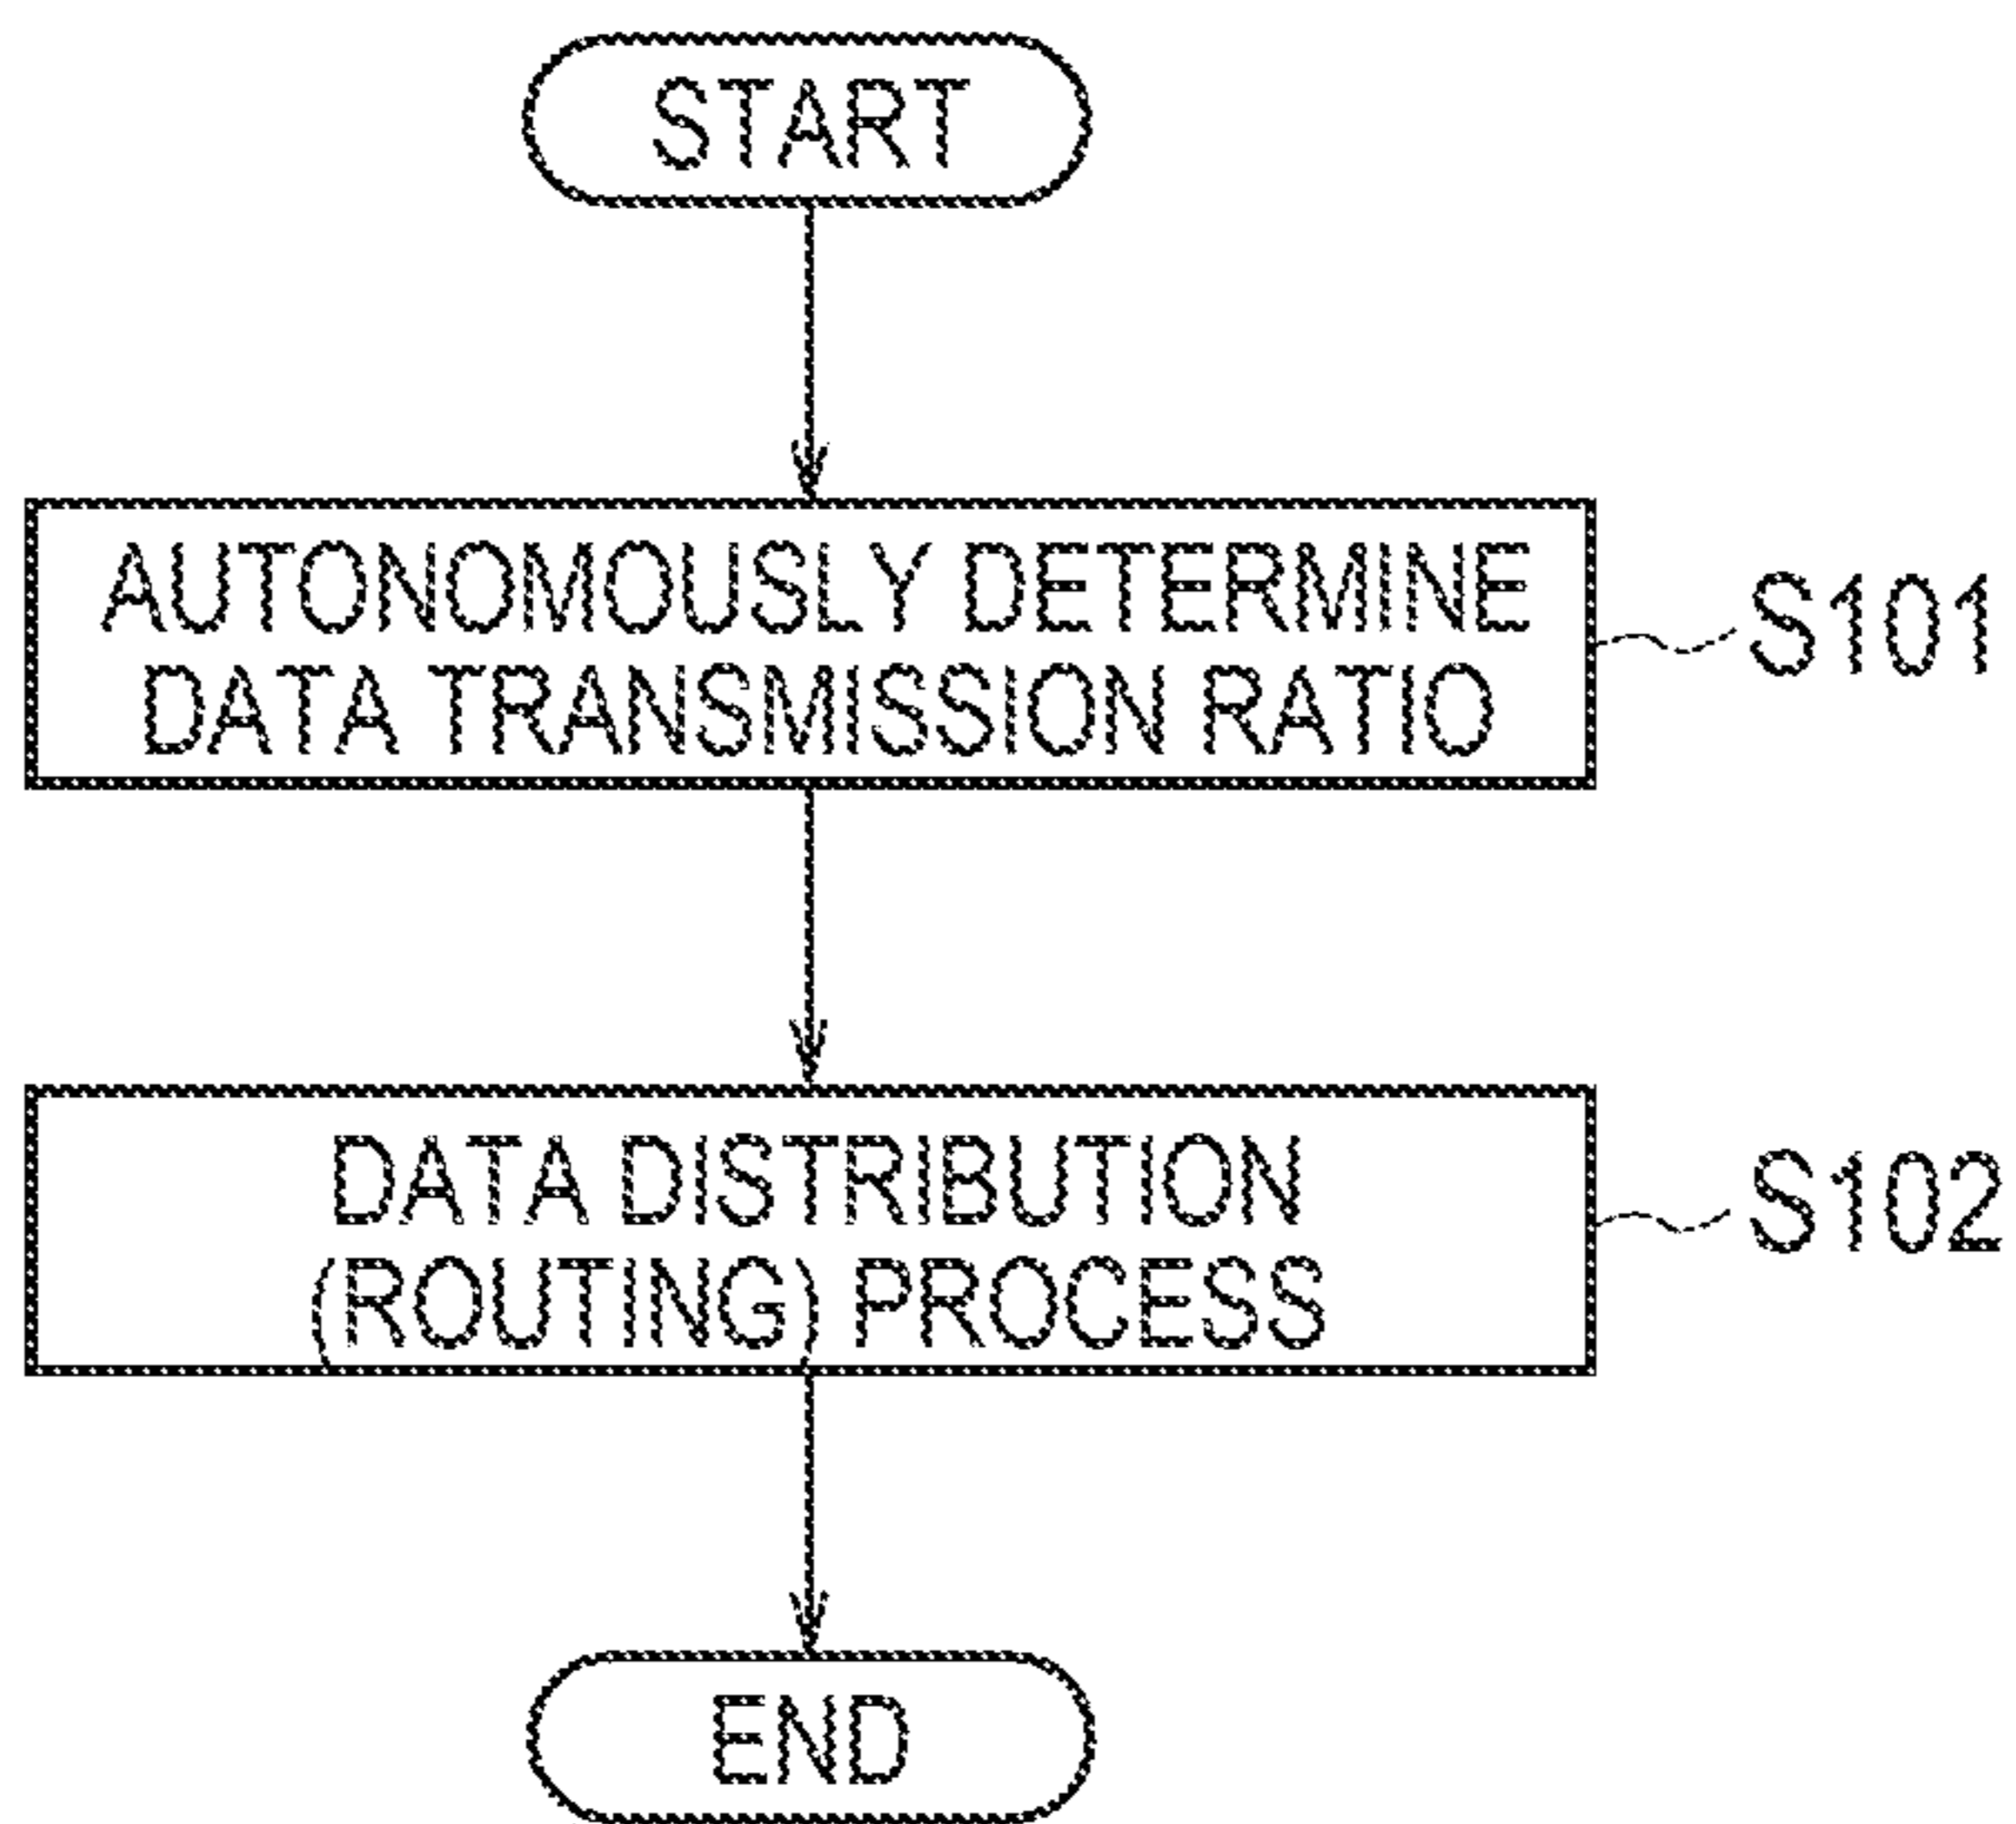 START
AUTONOMOUSLY DETERMINE
DATA TRANSMISSION RATIO
S101
DATA DISTRIBUTION
(ROUTING) PROCESS
S102
END